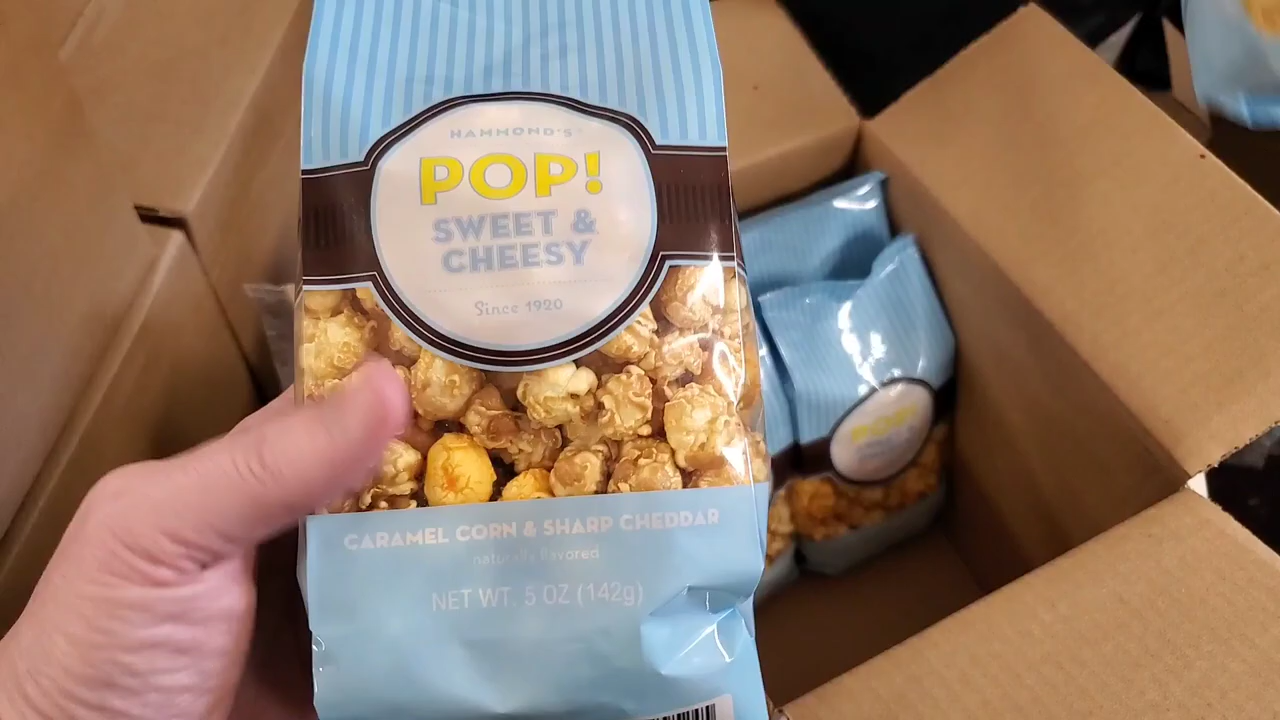 HAMMOND'S
POP!
SWEET &
CHEESY
Since 1920
CARAMEL CORN & SHARP CHEDDAR
naturally flavored
NET WT. 5 OZ (142g)
POP!